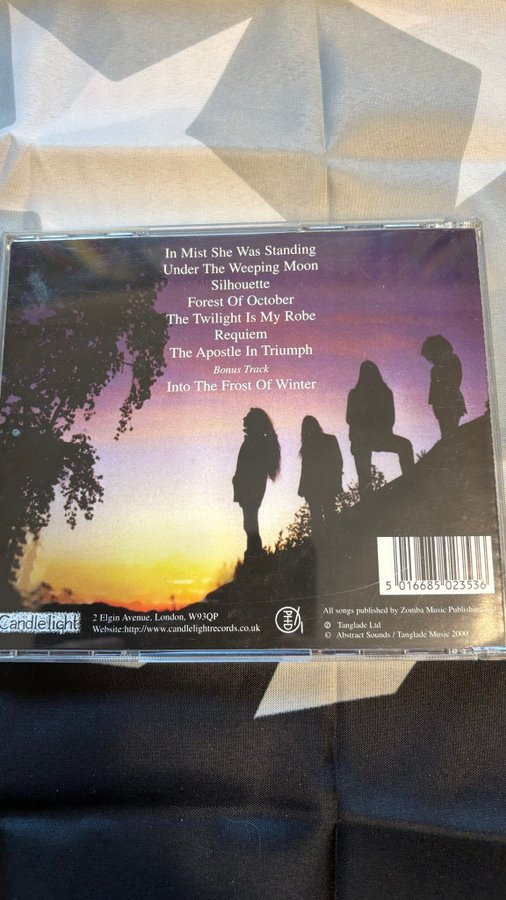 In Mist She Was Standing
Under The Weeping Moon
Silhouette
Forest Of October
The Twilight Is My Robe
Requiem
The Apostle In Triumph
Bonus Track
Into The Frost Of Winter
5 016685 023536
Candlelight
2 Elgin Avenue, London, W93QP
Website:http://www.candlelightrecords.co.uk
PHD
All songs published by Zomba Music Publishing
℗ Tanglade Ltd
© Abstract Sounds / Tanglade Music 2000